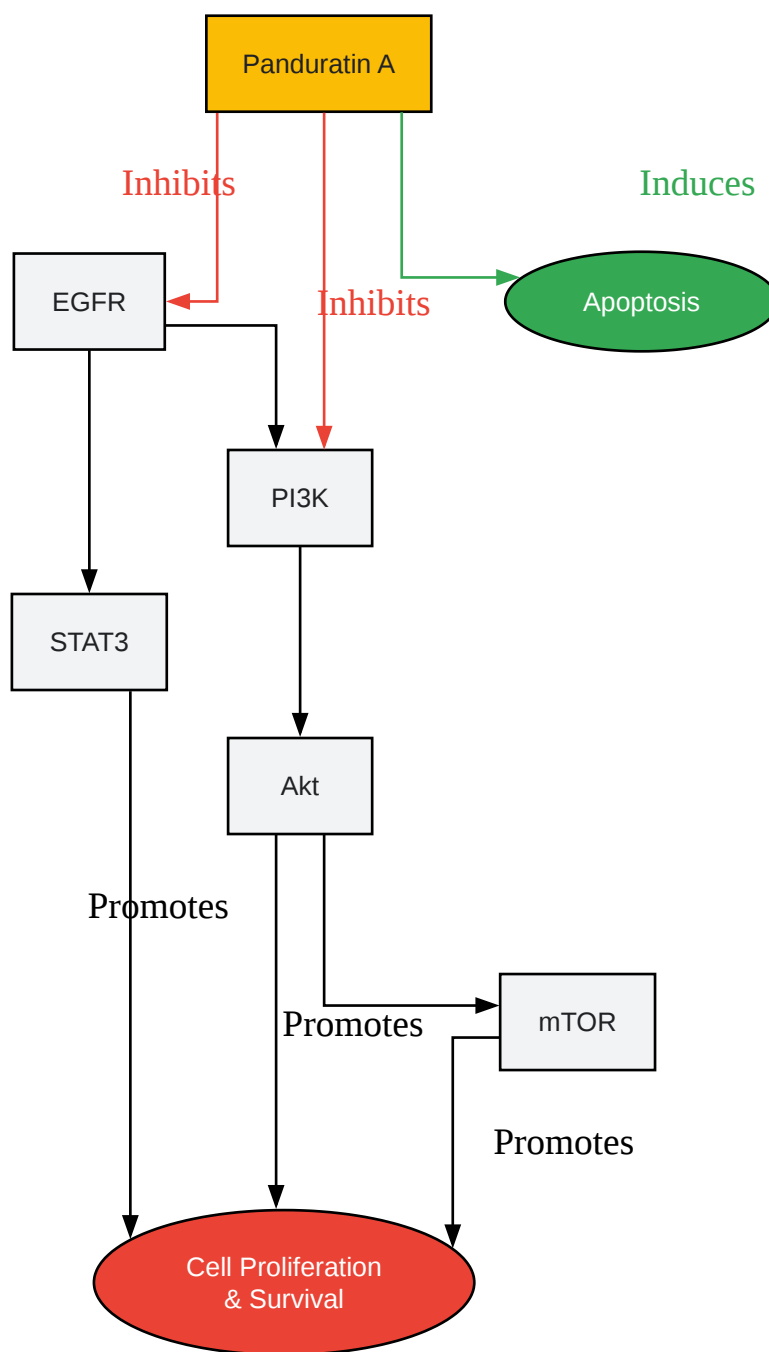 Panduratin A
Inhibits
Induces
EGFR
Inhibits
Apoptosis
PI3K
STAT3
Akt
Promotes
Promotes
mTOR
Promotes
Cell Proliferation
& Survival